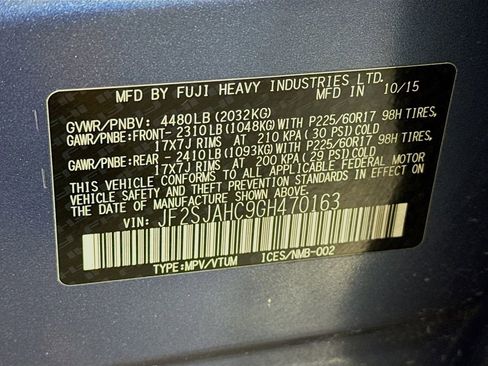 MFD BY FUJI HEAVY INDUSTRIES LTD.
MADE IN 10/15
GVWR/PNBV: 4480LB(2032KG)
GAWR/PNBE:FRONT- 2310LB(1048KG) WITH P225/60R17 98H TIRES,
17X7J RIMS AT 210 KPA(30 PSI)COLD
GAWR/PNBE:REAR - 2410LB(1093KG) WITH P225/60R17 98H TIRES,
17X7J RIMS AT 200 KPA(29 PSI)COLD
THIS VEHICLE CONFORMS TO ALL APPLICABLE FEDERAL MOTOR
VEHICLE SAFETY AND THEFT PREVENTION STANDARDS IN EFFECT
ON THE DATE OF MANUFACTURE SHOWN ABOVE.
VIN: JF2SJAHC9GH470163
TYPE:MPV/VTUM ICES/NMB-002